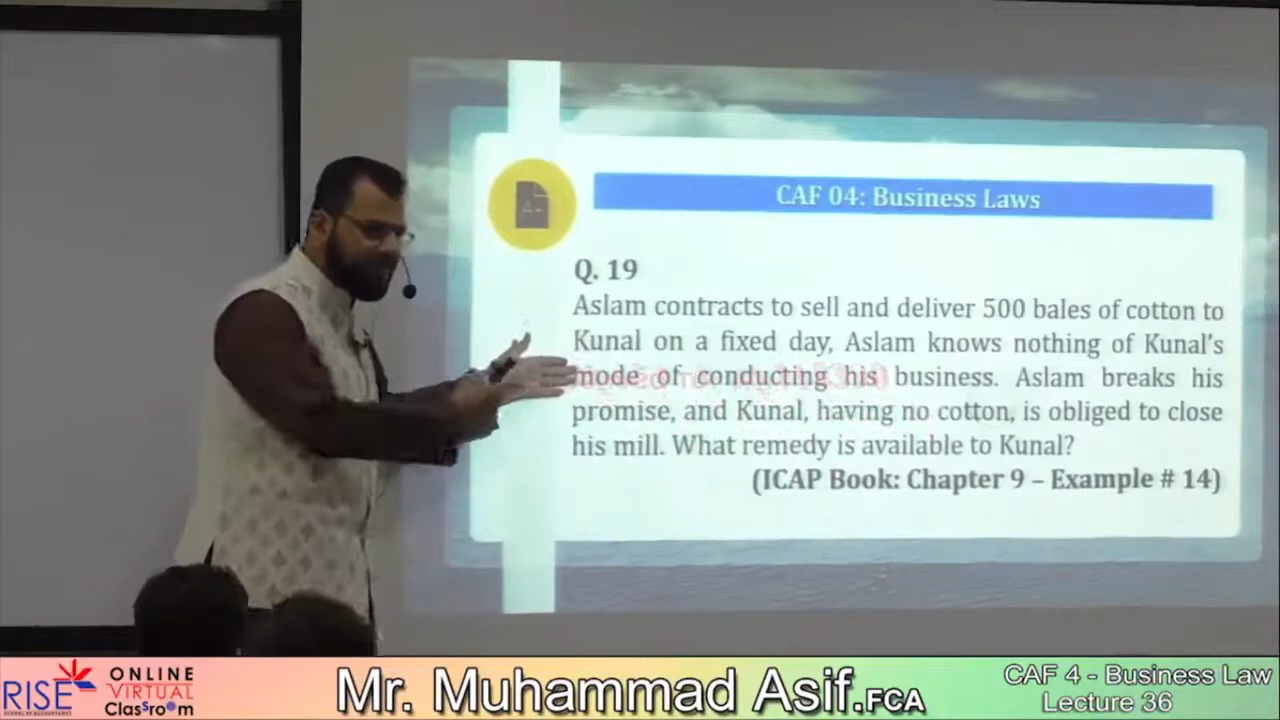 CAF 04: Business Laws
Q. 19
Aslam contracts to sell and deliver 500 bales of cotton to
Kunal on a fixed day, Aslam knows nothing of Kunal's
mode of conducting his business. Aslam breaks his
promise, and Kunal, having no cotton, is obliged to close
his mill. What remedy is available to Kunal?
(ICAP Book: Chapter 9 – Example # 14)
RISE
ONLINE
VIRTUAL
Classroom
Mr. Muhammad Asif.FCA
CAF 4 - Business Law
Lecture 36